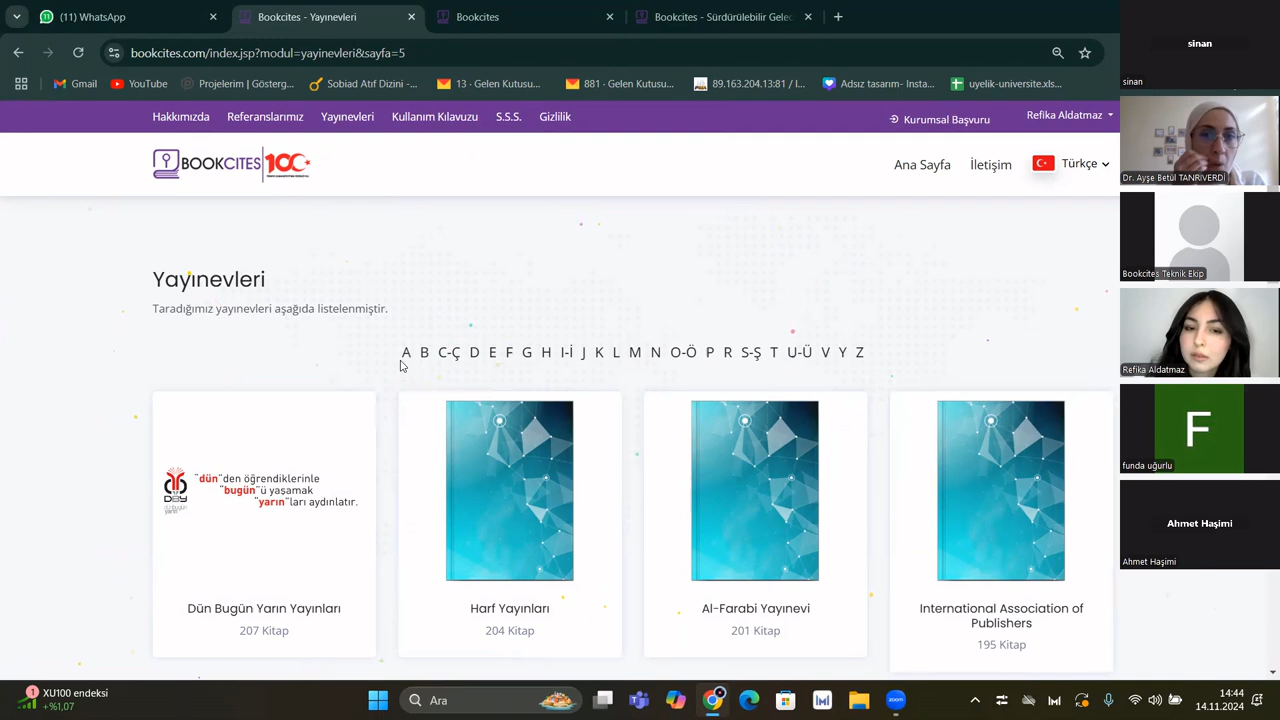 (11) WhatsApp
Bookcites - Yayınevleri
Bookcites
Bookcites - Sürdürülebilir Gelec
bookcites.com/index.jsp?modul=yayinevleri&sayfa=5
Gmail
YouTube
Projelerim | Gösterg...
Sobiad Atıf Dizini -...
13 - Gelen Kutusu...
881 - Gelen Kutusu...
89.163.204.13:81 / l...
Adsız tasarım- Insta...
uyelik-universite.xls...
Hakkımızda
Referanslarımız
Yayınevleri
Kullanım Kılavuzu
S.S.S.
Gizlilik
Kurumsal Başvuru
Refika Aldatmaz
BOOKCITES
Ana Sayfa
İletişim
Türkçe
Yayınevleri
Taradığımız yayınevleri aşağıda listelenmiştir.
A B C-Ç D E F G H I-İ J K L M N O-Ö P R S-Ş T U-Ü V Y Z
"dün"den öğrendiklerinle
"bugün"ü yaşamak
"yarın"ları aydınlatır.
DBY
Dün Bugün Yarın Yayınları
207 Kitap
Harf Yayınları
204 Kitap
Al-Farabi Yayınevi
201 Kitap
International Association of
Publishers
195 Kitap
sinan
sinan
Dr. Ayşe Betül TANRIVERDİ
Bookcites Teknik Ekip
Refika Aldatmaz
F
funda uğurlu
Ahmet Haşimi
Ahmet Haşimi
1
XU100 endeksi
+%1,07
Ara
zoom
14:44
14.11.2024